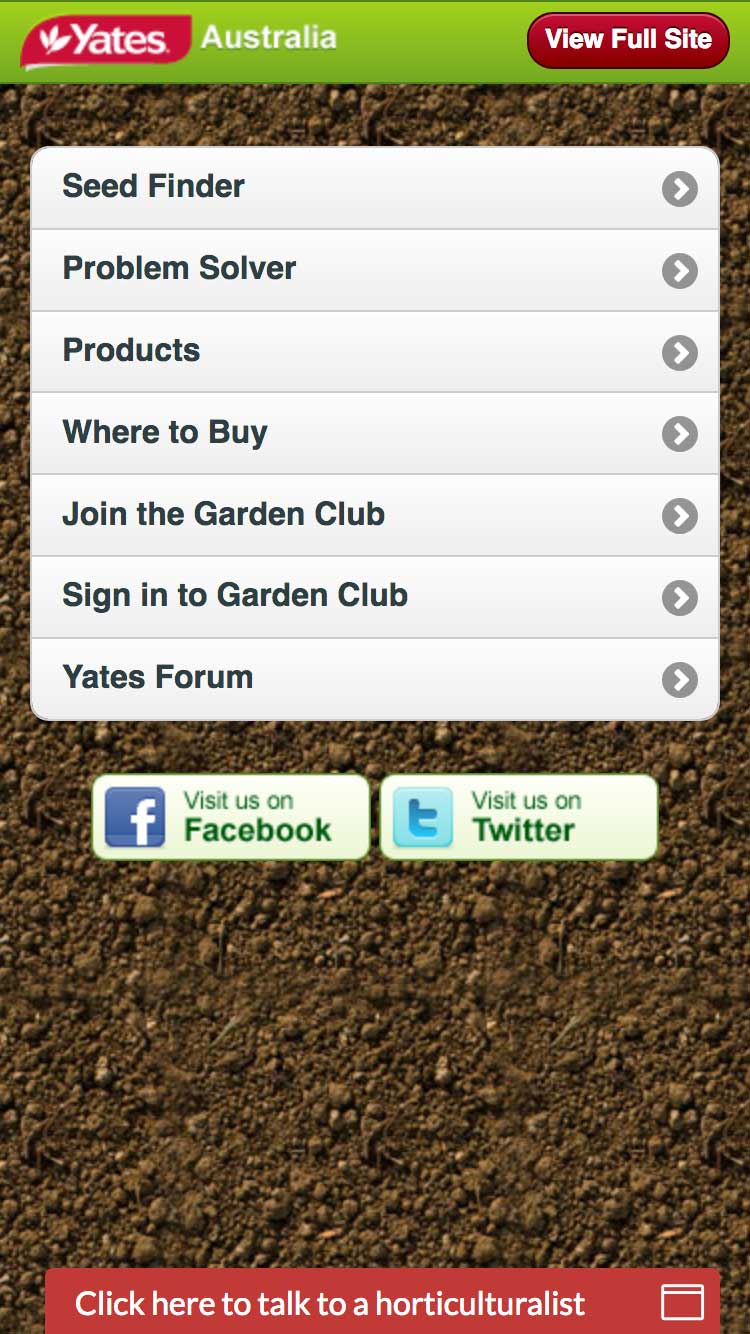 Yates Australia
View Full Site
Seed Finder
Problem Solver
Products
Where to Buy
Join the Garden Club
Sign in to Garden Club
Yates Forum
Visit us on
Facebook
Visit us on
Twitter
Click here to talk to a horticulturalist